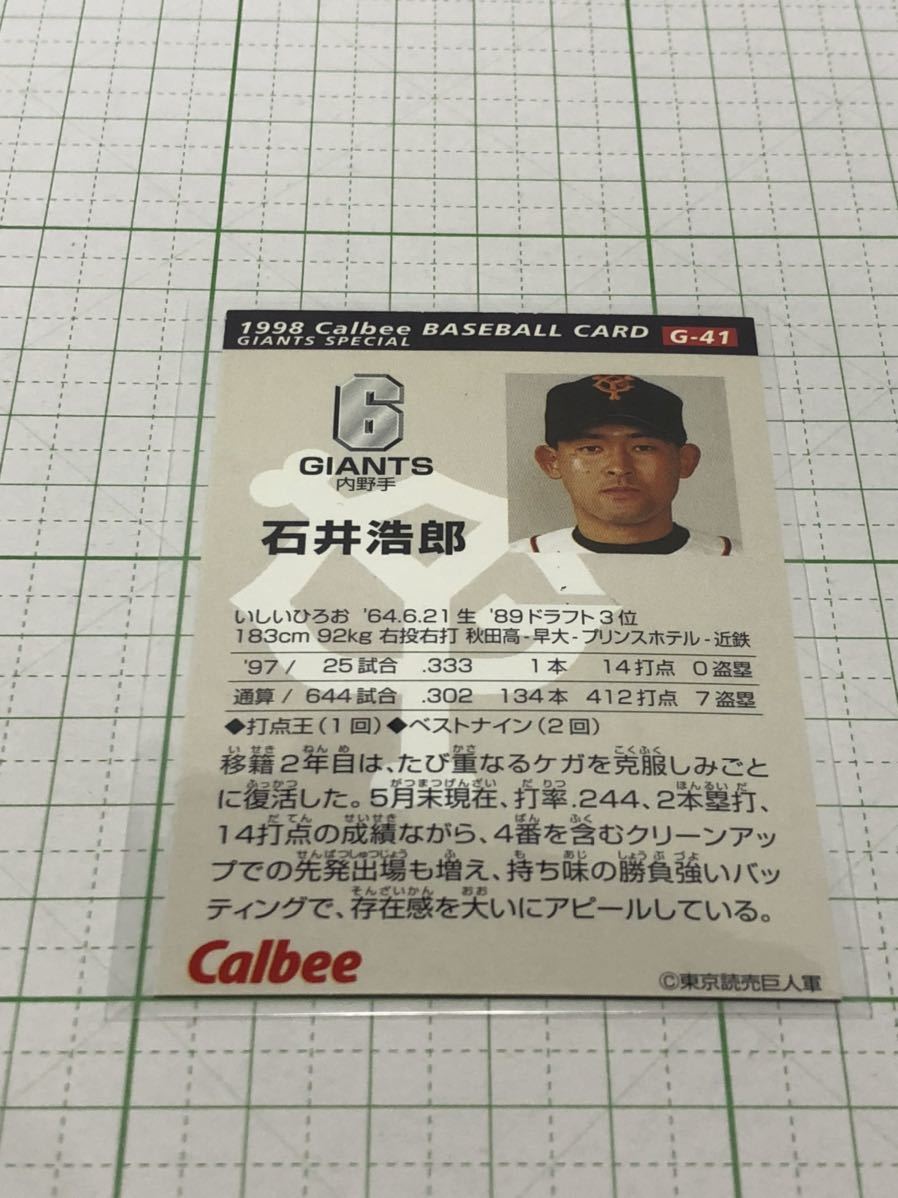 1998 Calbee BASEBALL CARD G-41
GIANTS SPECIAL
6
GIANTS
内野手
石井浩郎
いしいひろお '64.6.21生 '89ドラフト3位
183cm 92kg 右投右打 秋田高-早大-プリンスホテル-近鉄
'97/ 25試合 .333 1本 14打点 0盗塁
通算/ 644試合 .302 134本 412打点 7盗塁
◆打点王(1回)◆ベストナイン(2回)
移籍2年目は、たび重なるケガを克服しみごと
に復活した。5月末現在、打率.244、2本塁打、
14打点の成績ながら、4番を含むクリーンアッ
プでの先発出場も増え、持ち味の勝負強いバッ
ティングで、存在感を大いにアピールしている。
Calbee
©東京読売巨人軍